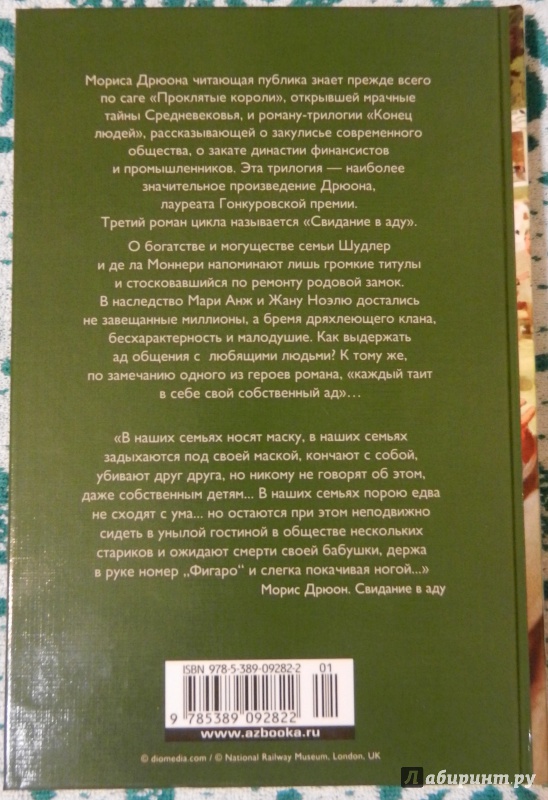 Мориса Дрюона читающая публика знает прежде всего
по саге «Проклятые короли», открывшей мрачные
тайны Средневековья, и роману-трилогии «Конец
людей», рассказывающей о закулисье современного
общества, о закате династии финансистов
и промышленников. Эта трилогия — наиболее
значительное произведение Дрюона,
лауреата Гонкуровской премии.
Третий роман цикла называется «Свидание в аду».
О богатстве и могуществе семьи Шудлер
и де ла Моннери напоминают лишь громкие титулы
и стосковавшийся по ремонту родовой замок.
В наследство Мари Анж и Жану Ноэлю достались
не завещанные миллионы, а бремя дряхлеющего клана,
бесхарактерность и малодушие. Как выдержать
ад общения с любящими людьми? К тому же,
по замечанию одного из героев романа, «каждый таит
в себе свой собственный ад»...
«В наших семьях носят маску, в наших семьях
задыхаются под своей маской, кончают с собой,
убивают друг друга, но никому не говорят об этом,
даже собственным детям... В наших семьях порою едва
не сходят с ума... но остаются при этом неподвижно
сидеть в унылой гостиной в обществе нескольких
стариков и ожидают смерти своей бабушки, держа
в руке номер „Фигаро“ и слегка покачивая ногой...»
Морис Дрюон. Свидание в аду
ISBN 978-5-389-09282-2 01
9 785389 092822
www.azbooka.ru
© diomedia.com / © National Railway Museum, London, UK
Лабиринт.ру